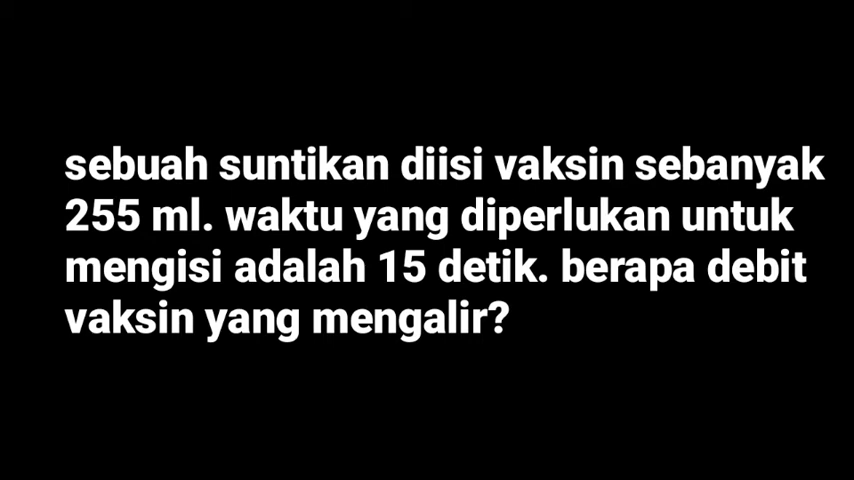 sebuah suntikan diisi vaksin sebanyak
255 ml. waktu yang diperlukan untuk
mengisi adalah 15 detik. berapa debit
vaksin yang mengalir?